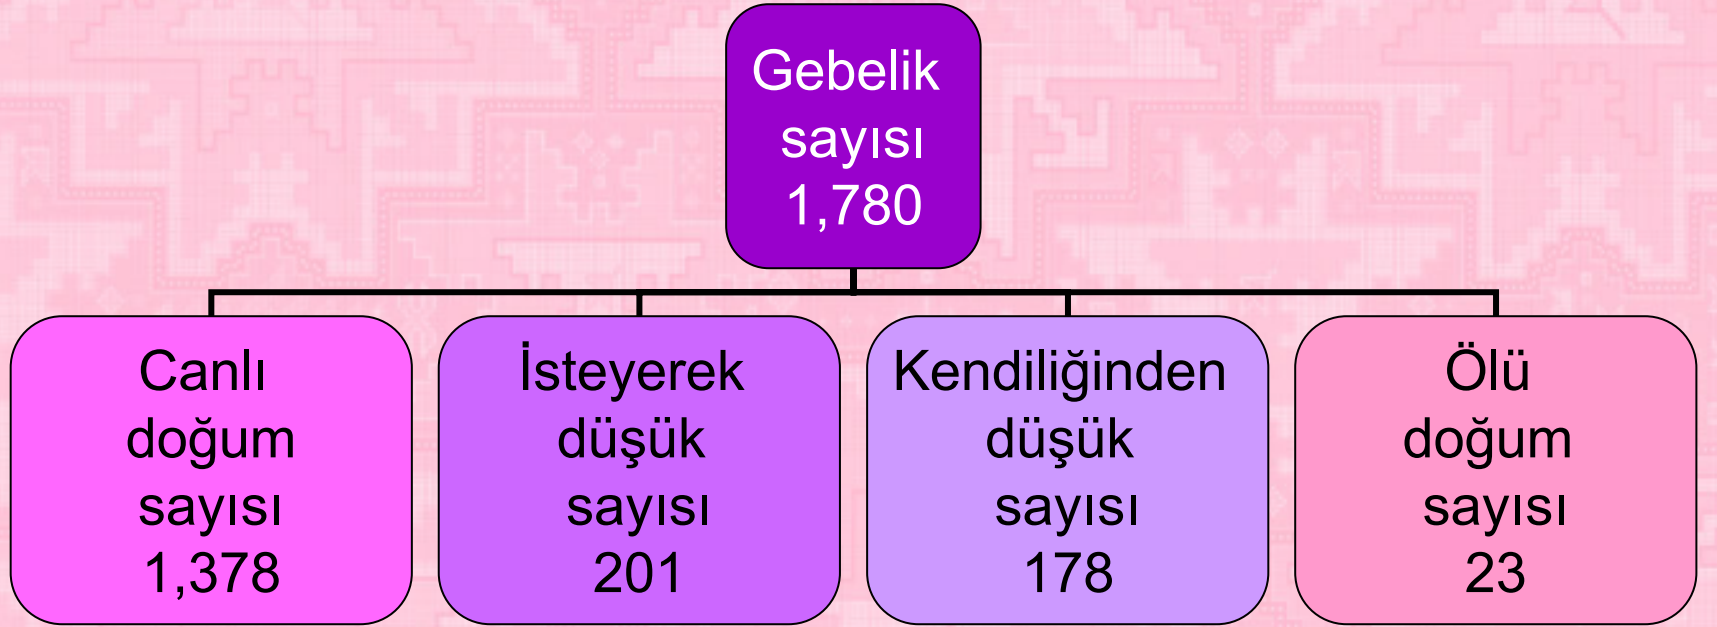 Gebelik
sayısı
1,780
Canlı
doğum
sayısı
1,378
İsteyerek
düşük
sayısı
201
Kendiliğinden
düşük
sayısı
178
Ölü
doğum
sayısı
23